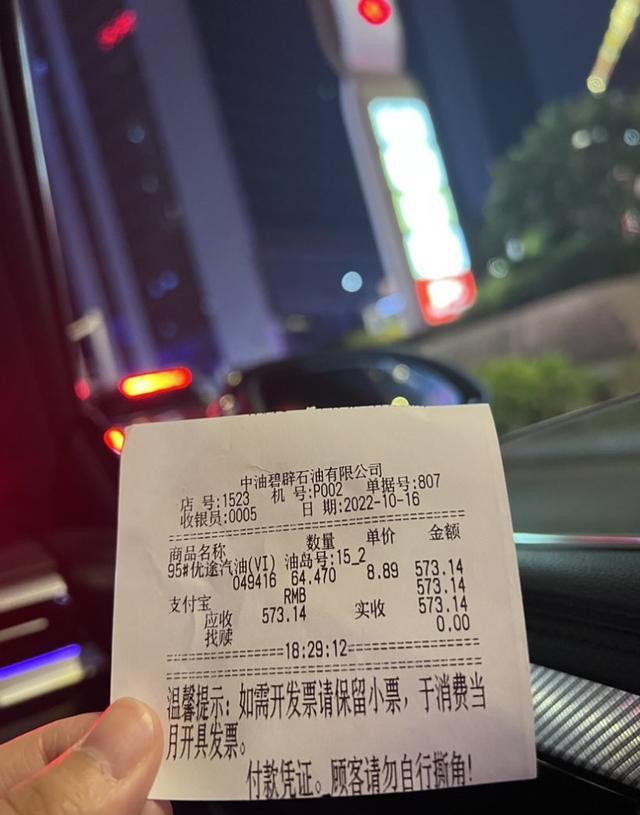 中油碧辟石油有限公司
店 号:1523 机 号:P002 单据号:807
收银员:0005 日 期:2022-10-16
商品名称 数量 单价 金额
95#优途汽油(VI) 油岛号:15_2
049416 64.470 8.89 573.14
支付宝 RMB 573.14
应收 573.14 实收 573.14
找赎 0.00
18:29:12
温馨提示: 如需开发票请保留小票, 于消费当
月开具发票。
付款凭证。顾客请勿自行撕角!